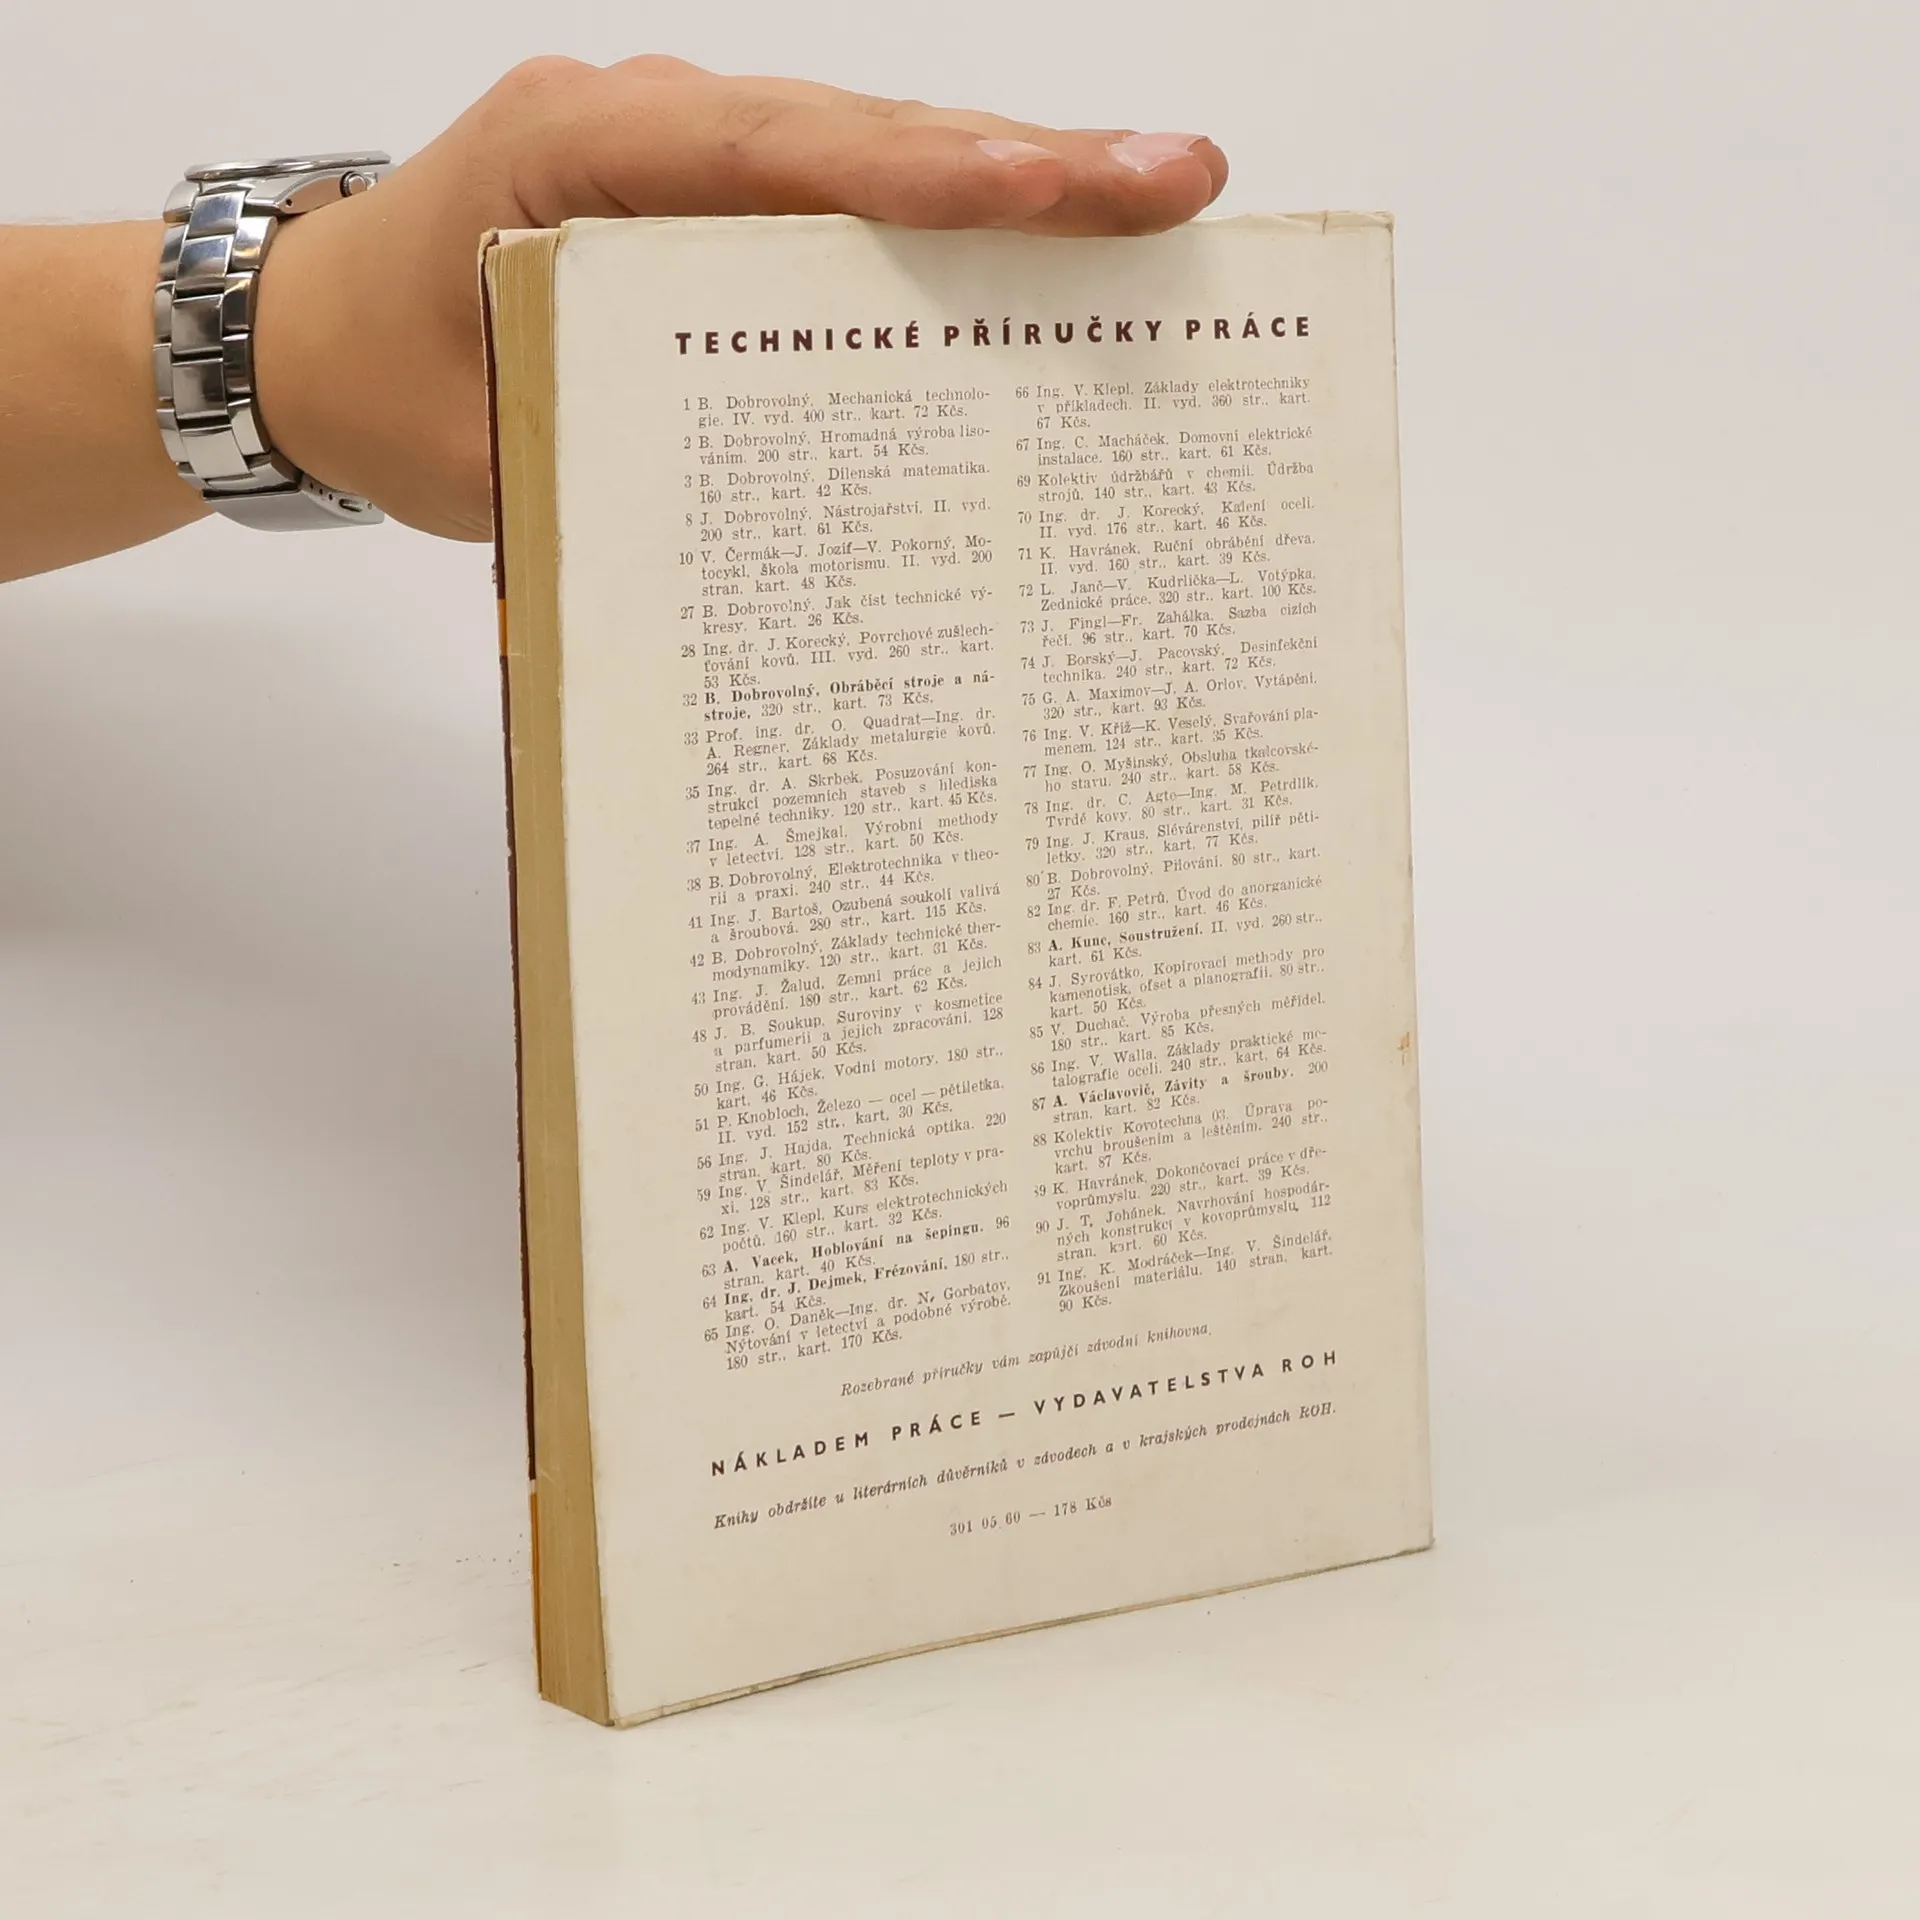 TECHNICKÉ PŘÍRUČKY PRÁCE
1 B. Dobrovolný, Mechanická technolo-
gie. IV. vyd. 400 str., kart. 72 Kčs.
2 B. Dobrovolný, Hromadná výroba liso-
váním. 200 str., kart. 54 Kčs.
3 B. Dobrovolný, Dílenská matematika.
160 str., kart. 42 Kčs.
8 J. Dobrovolný, Nástrojařství, II. vyd.
200 str., kart. 61 Kčs.
10 V. Čermák—J. Jozíf—V. Pokorný, Mo-
tocykl, škola motorismu. II. vyd. 200
stran, kart. 48 Kčs.
27 B. Dobrovolný, Jak číst technické vý-
kresy. Kart. 26 Kčs.
28 Ing. dr. J. Korecký, Povrchové zušlech-
ťování kovů. III. vyd. 260 str., kart.
53 Kčs.
32 B. Dobrovolný, Obráběcí stroje a ná-
stroje, 320 str., kart. 73 Kčs.
33 Prof. ing. dr. O. Quadrat—Ing. dr.
A. Regner, Základy metalurgie kovů.
264 str., kart. 68 Kčs.
35 Ing. dr. A. Skrbek, Posuzování kon-
strukcí pozemních staveb s hlediska
tepelné techniky. 120 str., kart. 45 Kčs.
37 Ing. A. Šmejkal, Výrobní methody
v letectví. 128 str., kart. 50 Kčs.
38 B. Dobrovolný, Elektrotechnika v theo-
rii a praxi. 240 str., 44 Kčs.
41 Ing. J. Bartoš, Ozubená soukolí valivá
a šroubová. 280 str., kart. 115 Kčs.
42 B. Dobrovolný, Základy technické ther-
modynamiky. 120 str., kart. 31 Kčs.
43 Ing. J. Žalud, Zemní práce a jejich
provádění. 180 str., kart. 62 Kčs.
48 J. B. Soukup, Suroviny v kosmetice
a parfumerii a jejich zpracování. 128
stran, kart. 50 Kčs.
50 Ing. G. Hájek, Vodní motory. 180 str.,
kart. 46 Kčs.
51 P. Knobloch, Železo — ocel — pětiletka.
II. vyd. 152 str., kart. 30 Kčs.
56 Ing. J. Hajda, Technická optika. 220
stran, kart. 80 Kčs.
59 Ing. V. Šindelář, Měření teploty v pra-
xi. 128 str., kart. 83 Kčs.
62 Ing. V. Klepl, Kurs elektrotechnických
počtů. 160 str., kart. 32 Kčs.
63 A. Vacek, Hoblování na šepingu. 96
stran, kart. 40 Kčs.
64 Ing. dr. J. Dejmek, Frézování. 180 str.,
kart. 54 Kčs.
65 Ing. O. Daněk—Ing. dr. N. Gorbatov,
Nýtování v letectví a podobné výrobě.
180 str., kart. 170 Kčs.
66 Ing. V. Klepl, Základy elektrotechniky
v příkladech. II. vyd. 360 str., kart.
67 Kčs.
67 Ing. C. Macháček, Domovní elektrické
instalace. 160 str., kart. 61 Kčs.
69 Kolektiv údržbářů v chemii, Údržba
strojů. 140 str., kart. 43 Kčs.
70 Ing. dr. J. Korecký, Kalení oceli.
II. vyd. 176 str., kart. 46 Kčs.
71 K. Havránek, Ruční obrábění dřeva.
II. vyd. 160 str., kart. 39 Kčs.
72 L. Janč—V. Kudrlička—L. Votýpka,
Zednické práce. 320 str., kart. 100 Kčs.
73 J. Fingl—Fr. Zahálka, Sazba cizích
řečí. 96 str., kart. 70 Kčs.
74 J. Borský—J. Pacovský, Desinfekční
technika. 240 str., kart. 72 Kčs.
75 G. A. Maximov—J. A. Orlov, Vytápění,
320 str., kart. 93 Kčs.
76 Ing. V. Kříž—K. Veselý, Svařování pla-
menem. 124 str., kart. 35 Kčs.
77 Ing. O. Myšinský, Obsluha tkalcovské-
ho stavu. 240 str., kart. 58 Kčs.
78 Ing. dr. C. Agte—Ing. M. Petrdlík,
Tvrdé kovy. 80 str., kart. 31 Kčs.
79 Ing. J. Kraus, Slévárenství, pilíř pěti-
letky. 320 str., kart. 77 Kčs.
80 B. Dobrovolný, Pilování. 80 str., kart.
27 Kčs.
82 Ing. dr. F. Petrů, Úvod do anorganické
chemie. 160 str., kart. 46 Kčs.
83 A. Kunc, Soustružení. II. vyd. 260 str.,
kart. 61 Kčs.
84 J. Syrovátko, Kopírovací methody pro
kamenotisk, ofset a planografii. 80 str.,
kart. 50 Kčs.
85 V. Duchač, Výroba přesných měřidel,
180 str., kart. 85 Kčs.
86 Ing. V. Walla, Základy praktické me-
talografie oceli. 240 str., kart. 64 Kčs.
87 A. Václavovič, Závity a šrouby. 200
stran, kart. 82 Kčs.
88 Kolektiv Kovotechna 03, Úprava po-
vrchu broušením a leštěním. 240 str.,
kart. 87 Kčs.
89 K. Havránek, Dokončovací práce v dře-
voprůmyslu. 220 str., kart. 39 Kčs.
90 J. T. Johánek, Navrhování hospodár-
ných konstrukcí v kovoprůmyslu, 112
stran, kart. 60 Kčs.
91 Ing. K. Modráček—Ing. V. Šindelář,
Zkoušení materiálu. 140 stran, kart.
90 Kčs.
Rozebrané příručky vám zapůjčí závodní knihovna.
NÁKLADEM PRÁCE — VYDAVATELSTVA ROH
Knihy obdržíte u literárních důvěrníků v závodech a v krajských prodejnách ROH.
301 05 60 — 178 Kčs